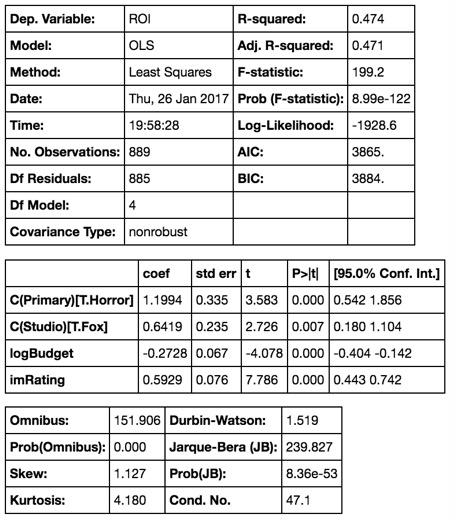 Dep. Variable: ROI R-squared: 0.474
Model: OLS Adj. R-squared: 0.471
Method: Least Squares F-statistic: 199.2
Date: Thu, 26 Jan 2017 Prob (F-statistic): 8.99e-122
Time: 19:58:28 Log-Likelihood: -1928.6
No. Observations: 889 AIC: 3865.
Df Residuals: 885 BIC: 3884.
Df Model: 4
Covariance Type: nonrobust
coef std err t P>|t| [95.0% Conf. Int.]
C(Primary)[T.Horror] 1.1994 0.335 3.583 0.000 0.542 1.856
C(Studio)[T.Fox] 0.6419 0.235 2.726 0.007 0.180 1.104
logBudget -0.2728 0.067 -4.078 0.000 -0.404 -0.142
imRating 0.5929 0.076 7.786 0.000 0.443 0.742
Omnibus: 151.906 Durbin-Watson: 1.519
Prob(Omnibus): 0.000 Jarque-Bera (JB): 239.827
Skew: 1.127 Prob(JB): 8.36e-53
Kurtosis: 4.180 Cond. No. 47.1